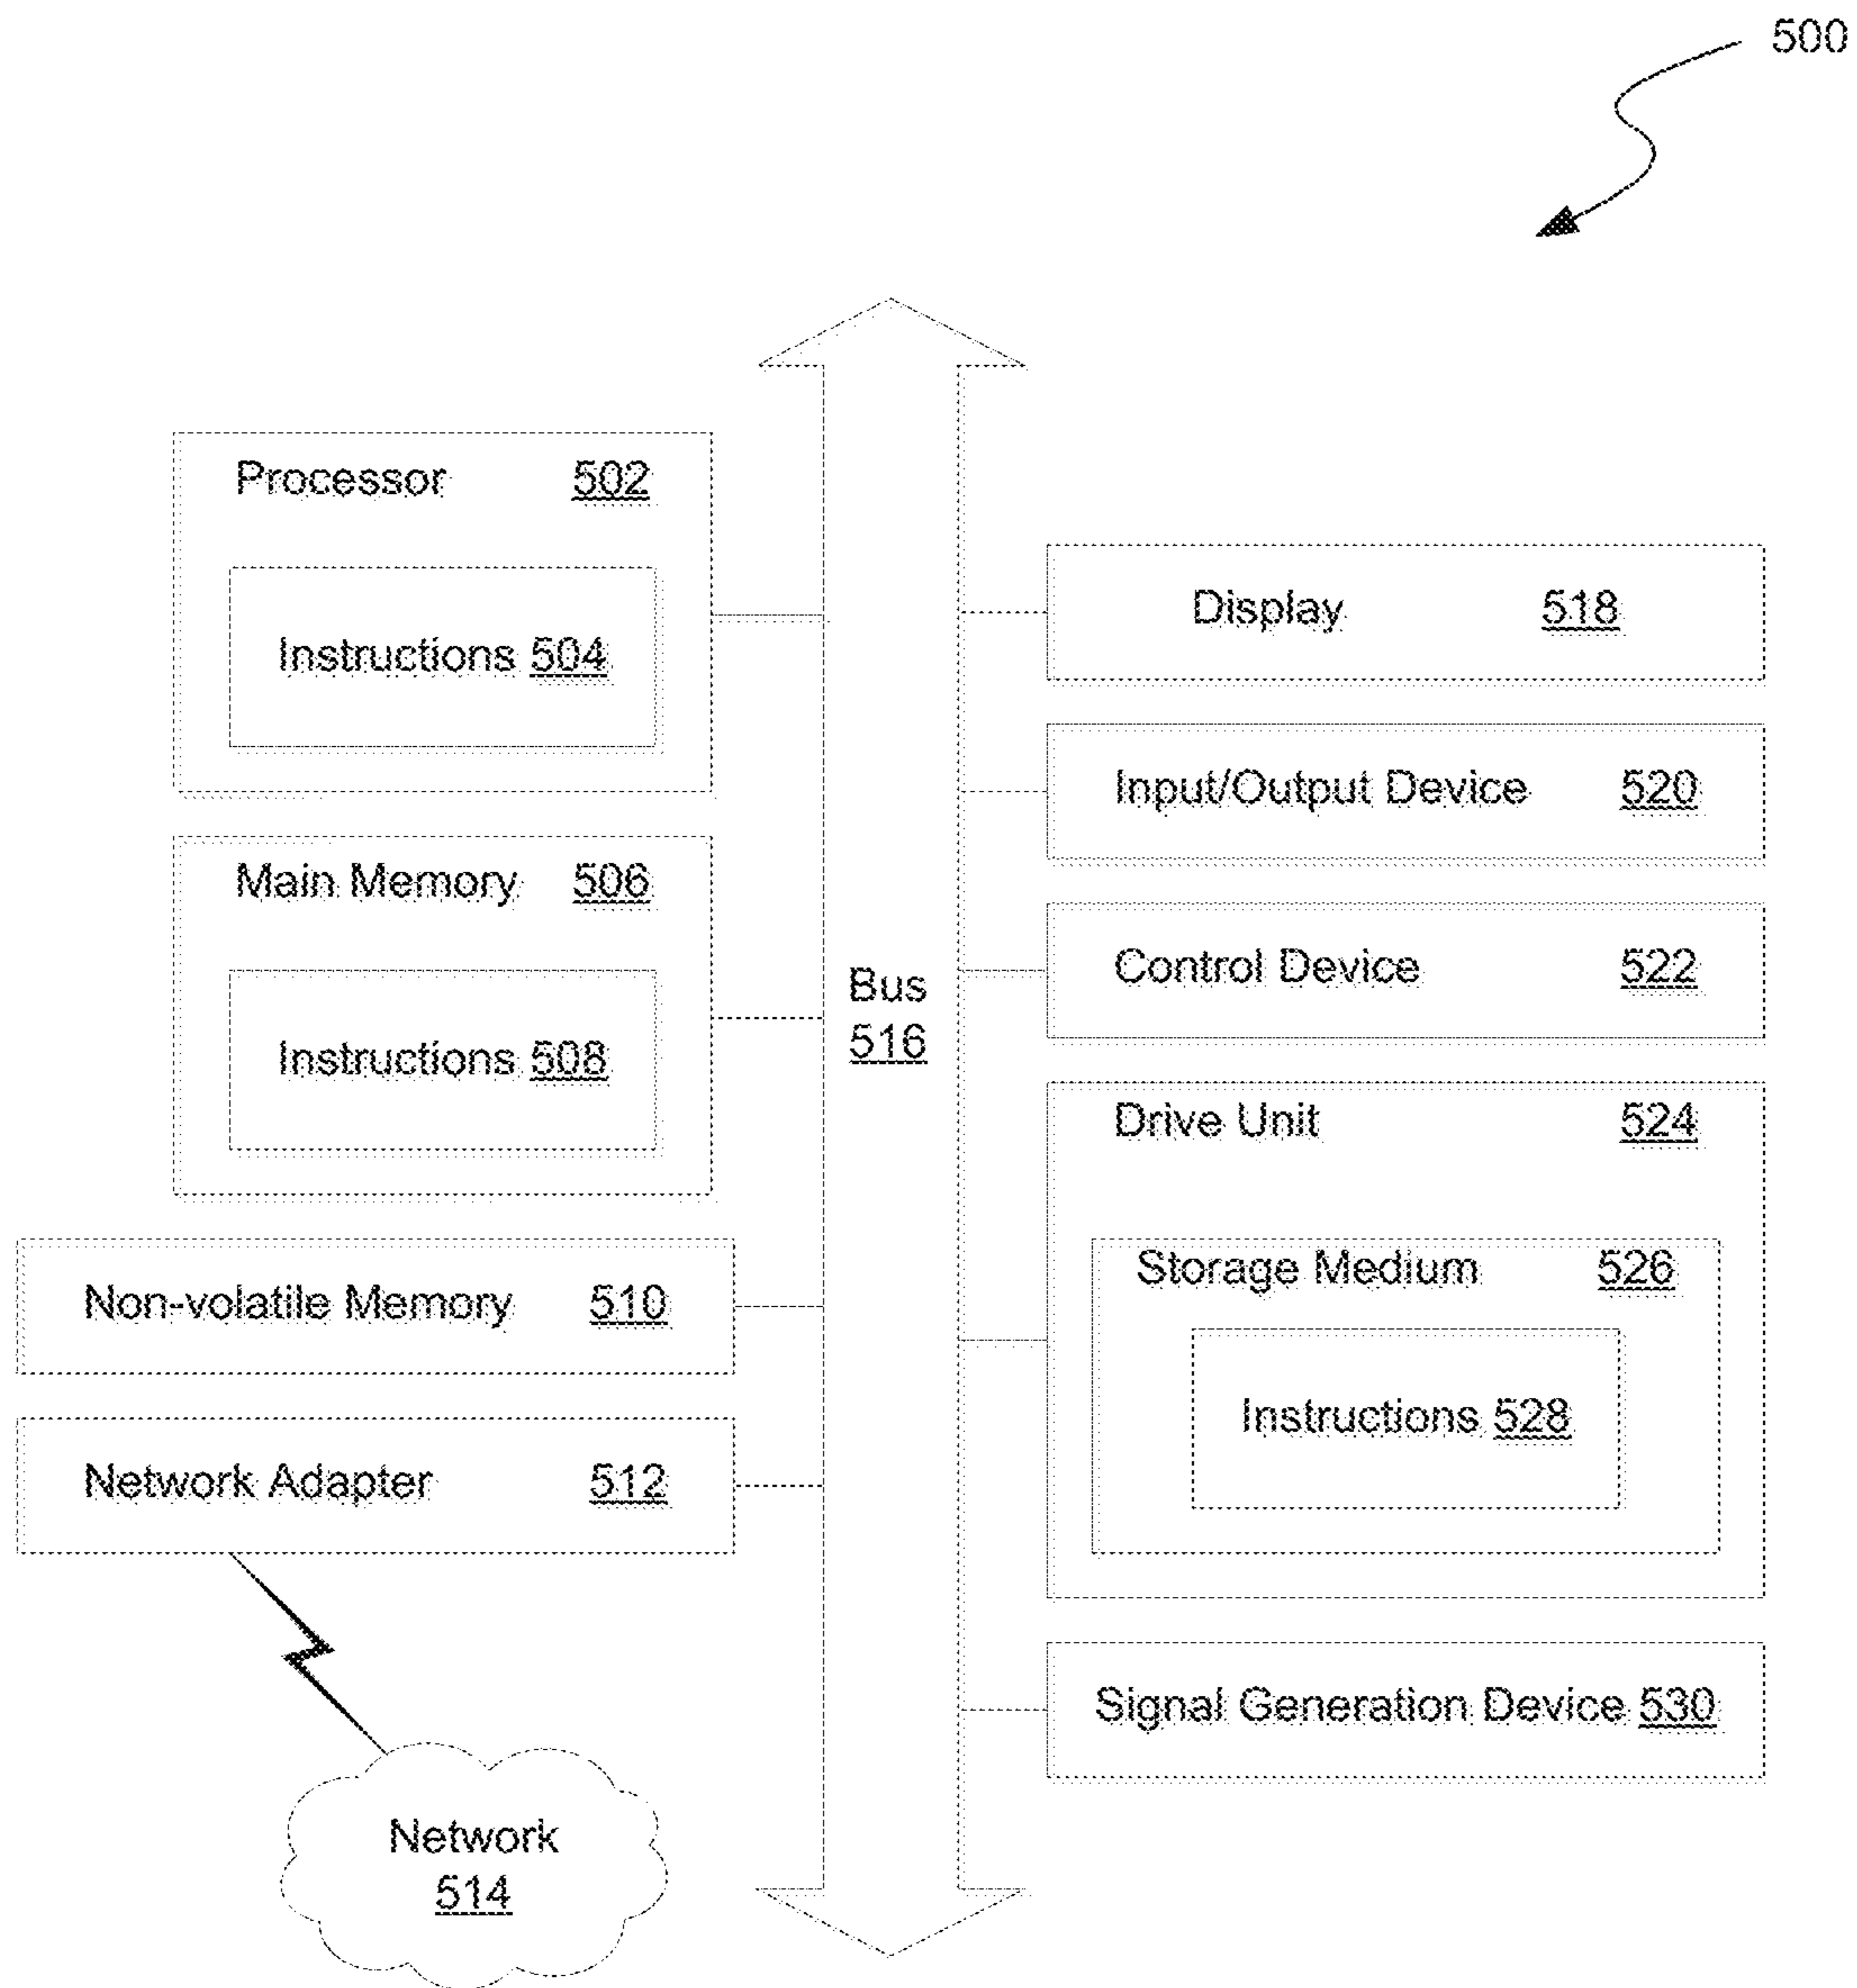 500
Processor 502
Instructions 504
Main Memory 506
Instructions 508
Non-volatile Memory 510
Network Adapter 512
Network
514
Bus
516
Display 518
Input/Output Device 520
Control Device 522
Drive Unit 524
Storage Medium 526
Instructions 528
Signal Generation Device 530